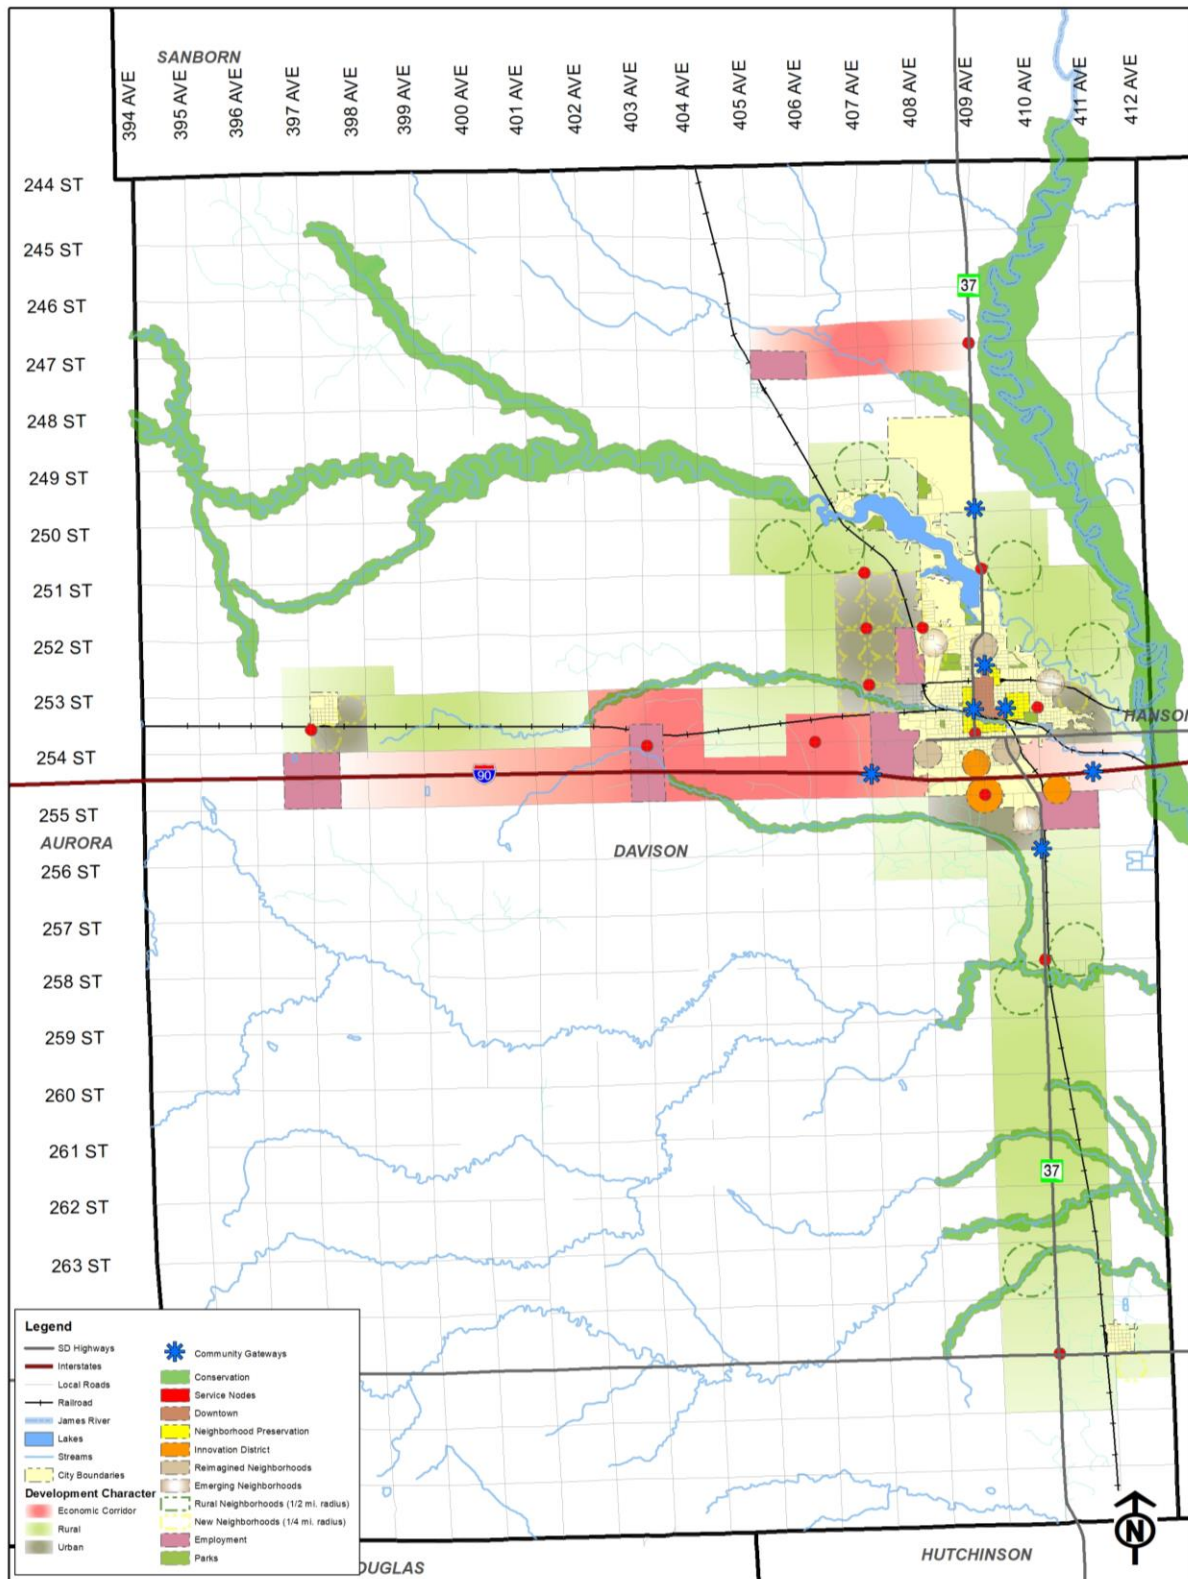 SANBORN
394 AVE
395 AVE
396 AVE
397 AVE
398 AVE
399 AVE
400 AVE
401 AVE
402 AVE
403 AVE
404 AVE
405 AVE
406 AVE
407 AVE
408 AVE
409 AVE
410 AVE
411 AVE
412 AVE
244 ST
245 ST
246 ST
37
247 ST
248 ST
249 ST
250 ST
251 ST
252 ST
253 ST
HANSON
254 ST
90
255 ST
AURORA
DAVISON
256 ST
257 ST
258 ST
259 ST
260 ST
261 ST
37
262 ST
263 ST
Legend
SD Highways
Interstates
Local Roads
Railroad
James River
Lakes
Streams
City Boundaries
Development Character
Economic Corridor
Rural
Urban
Community Gateways
Conservation
Service Nodes
Downtown
Neighborhood Preservation
Innovation District
Reimagined Neighborhoods
Emerging Neighborhoods
Rural Neighborhoods (1/2 mi. radius)
New Neighborhoods (1/4 mi. radius)
Employment
Parks
N
OUGLAS
HUTCHINSON